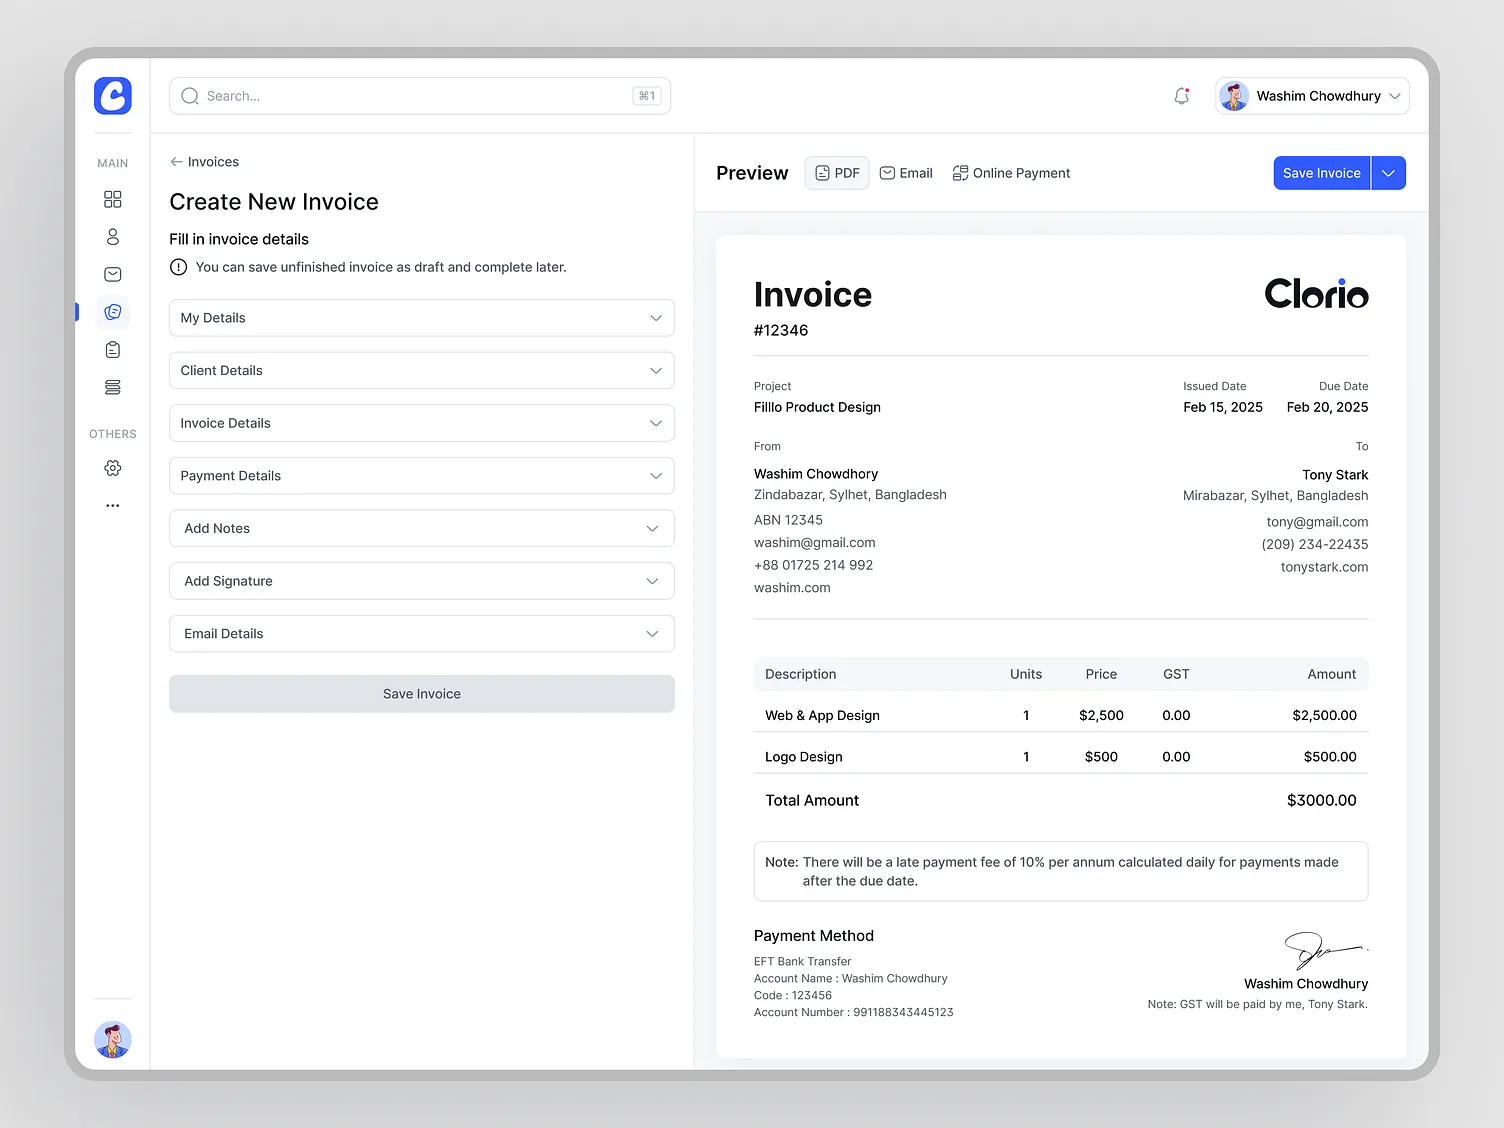 Search...
⌘1
Washim Chowdhury
MAIN
OTHERS
Invoices
Create New Invoice
Fill in invoice details
You can save unfinished invoice as draft and complete later.
My Details
Client Details
Invoice Details
Payment Details
Add Notes
Add Signature
Email Details
Save Invoice
Preview
PDF
Email
Online Payment
Save Invoice
Invoice
Clorio
#12346
Project
Issued Date
Due Date
Filllo Product Design
Feb 15, 2025
Feb 20, 2025
From
To
Washim Chowdhory
Tony Stark
Zindabazar, Sylhet, Bangladesh
Mirabazar, Sylhet, Bangladesh
ABN 12345
tony@gmail.com
washim@gmail.com
(209) 234-22435
+88 01725 214 992
tonystark.com
washim.com
Description Units Price GST Amount
Web & App Design 1 $2,500 0.00 $2,500.00
Logo Design 1 $500 0.00 $500.00
Total Amount $3000.00
Note: There will be a late payment fee of 10% per annum calculated daily for payments made
after the due date.
Payment Method
EFT Bank Transfer
Account Name : Washim Chowdhury
Code : 123456
Account Number : 991188343445123
Washim Chowdhury
Note: GST will be paid by me, Tony Stark.